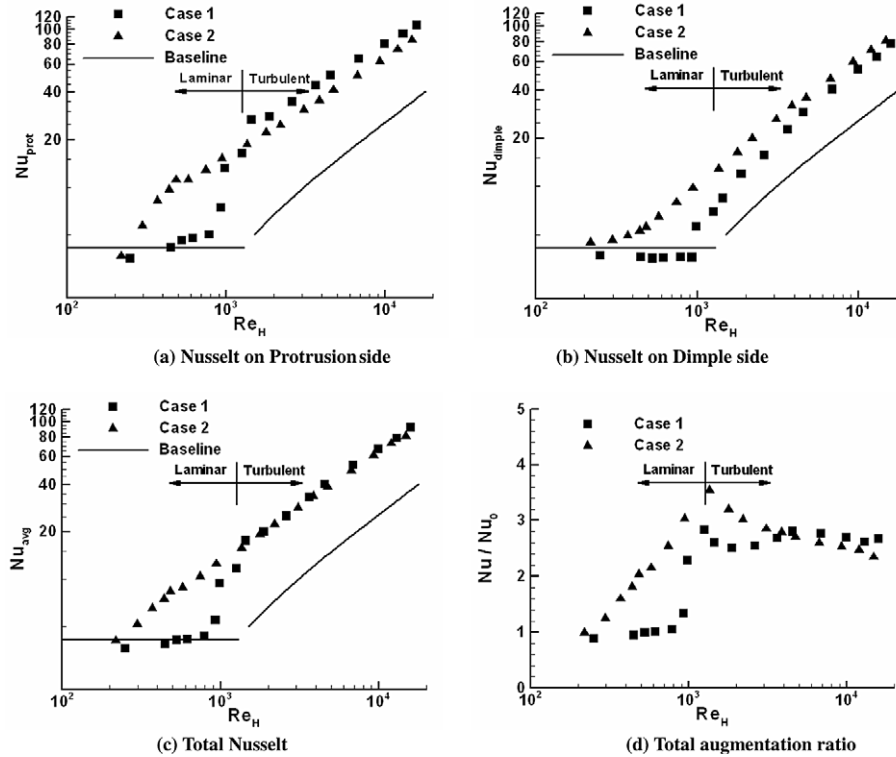 120
100
80
60
40
20
Nu_prot
Case 1
Case 2
Baseline
Laminar
Turbulent
10^2
10^3
10^4
Re_H
(a) Nusselt on Protrusion side
120
100
80
60
40
20
Nu_dimple
Case 1
Case 2
Baseline
Laminar
Turbulent
10^2
10^3
10^4
Re_H
(b) Nusselt on Dimple side
120
100
80
60
40
20
Nu_avg
Case 1
Case 2
Baseline
Laminar
Turbulent
10^2
10^3
10^4
Re_H
(c) Total Nusselt
5
4
3
2
1
0
Nu / Nu_0
Case 1
Case 2
Laminar
Turbulent
10^2
10^3
10^4
Re_H
(d) Total augmentation ratio